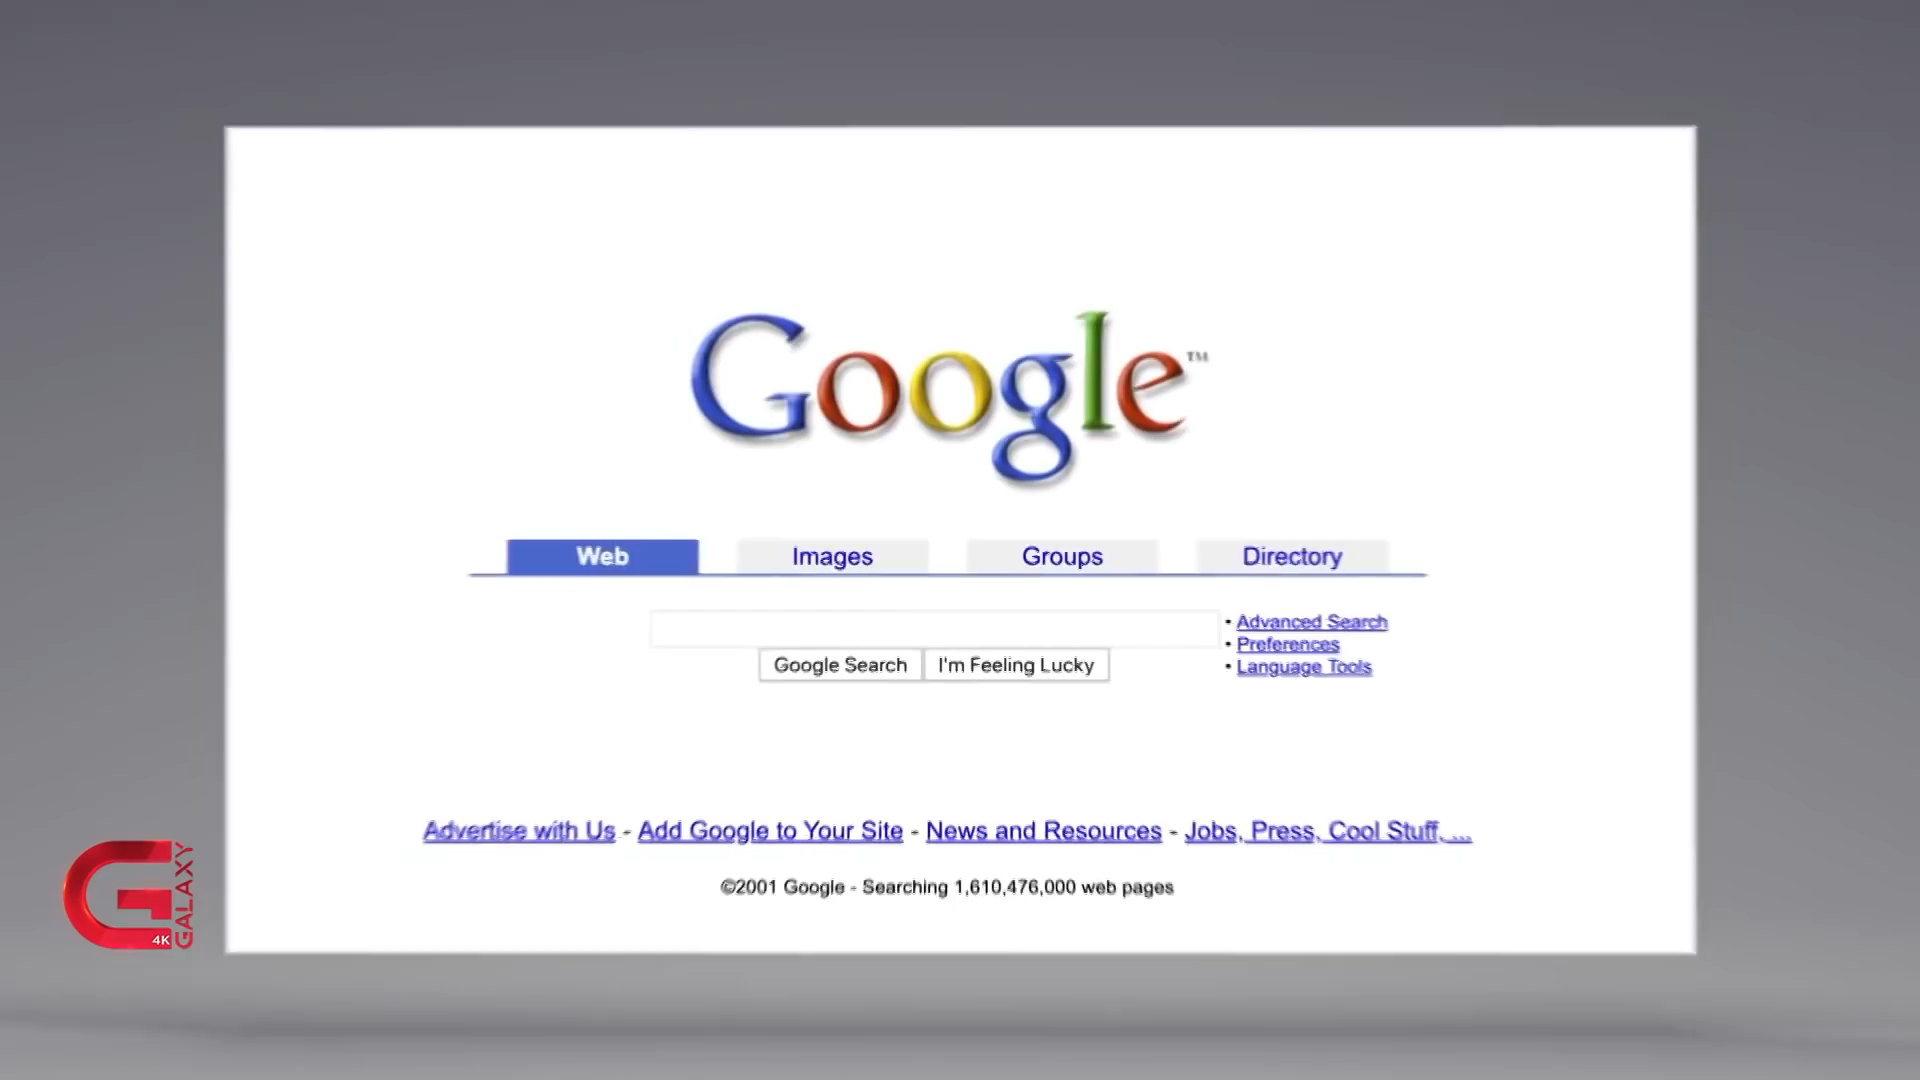 Google™
Web Images Groups Directory
• Advanced Search
• Preferences
• Language Tools
Google Search I'm Feeling Lucky
Advertise with Us - Add Google to Your Site - News and Resources - Jobs, Press, Cool Stuff, ...
©2001 Google - Searching 1,610,476,000 web pages
G 4K GALAXY